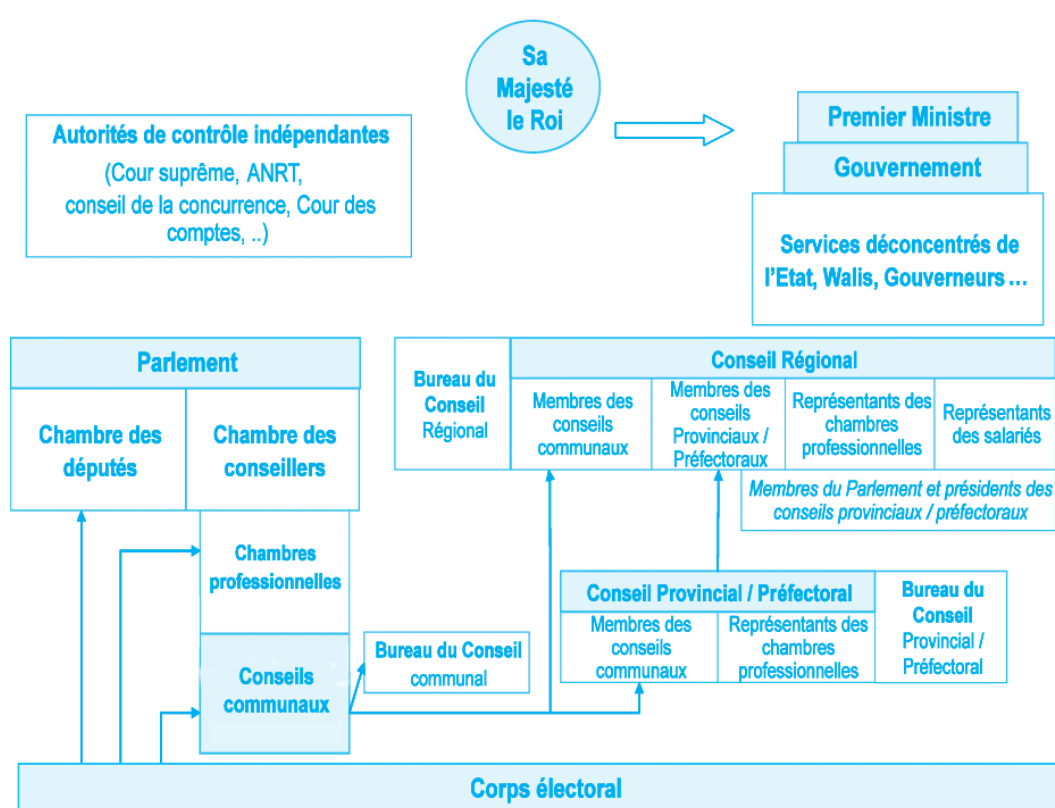 Sa
Majesté
le Roi
Autorités de contrôle indépendantes
(Cour suprême, ANRT,
conseil de la concurrence, Cour des
comptes, ..)
Premier Ministre
Gouvernement
Services déconcentrés de
l'Etat, Walis, Gouverneurs ...
Parlement
Chambre des
députés
Chambre des
conseillers
Chambres
professionnelles
Conseils
communaux
Bureau du Conseil
communal
Bureau du
Conseil
Régional
Conseil Régional
Membres des
conseils
communaux
Membres des
conseils
Provinciaux /
Préfectoraux
Représentants des
chambres
professionnelles
Représentants
des salariés
Membres du Parlement et présidents des
conseils provinciaux / préfectoraux
Conseil Provincial / Préfectoral
Membres des
conseils
communaux
Représentants des
chambres
professionnelles
Bureau du
Conseil
Provincial /
Préfectoral
Corps électoral